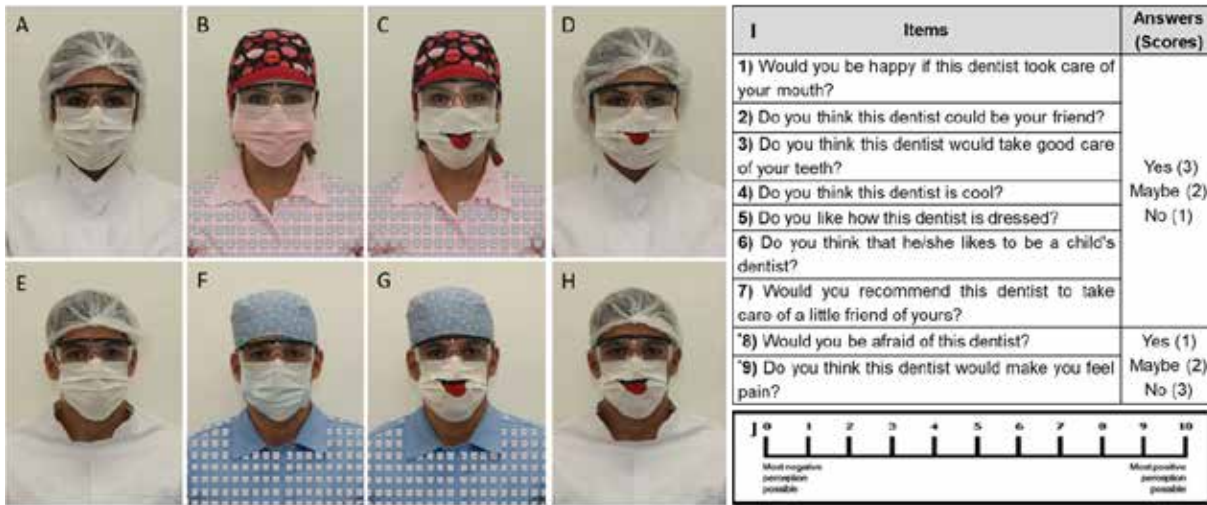 A
B
C
D
E
F
G
H
I Items Answers
(Scores)
1) Would you be happy if this dentist took care of
your mouth?
2) Do you think this dentist could be your friend?
3) Do you think this dentist would take good care
of your teeth?
4) Do you think this dentist is cool?
5) Do you like how this dentist is dressed?
6) Do you think that he/she likes to be a child's
dentist?
7) Would you recommend this dentist to take
care of a little friend of yours?
Yes (3)
Maybe (2)
No (1)
*8) Would you be afraid of this dentist?
*9) Do you think this dentist would make you feel
pain?
Yes (1)
Maybe (2)
No (3)
J 0 1 2 3 4 5 6 7 8 9 10
Most negative
perception
possible
Most positive
perception
possible